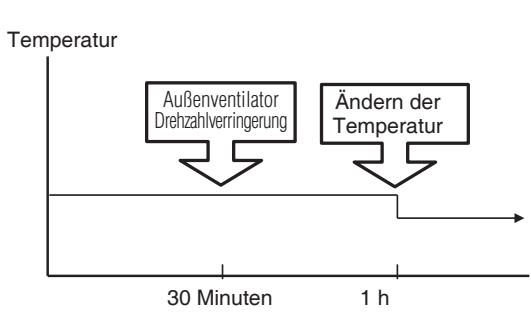 Temperatur
Außenventilator
Drehzahlverringerung
Ändern der
Temperatur
30 Minuten
1 h